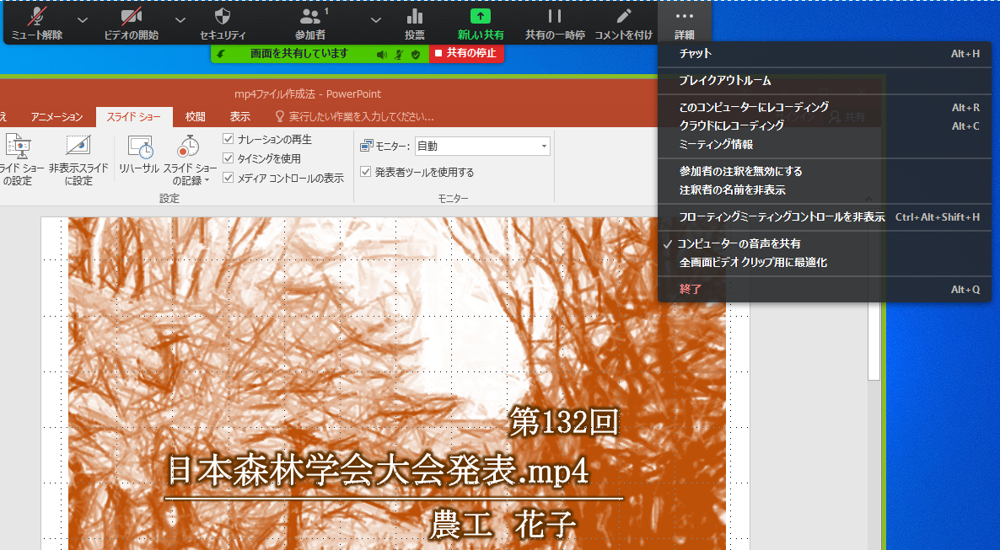 ミュート解除 ビデオの開始 セキュリティ 参加者 1 投票 新しい共有 共有の一時停 コメントを付け 詳細
画面を共有しています 共有の停止
チャット Alt+H
ブレイクアウトルーム
このコンピューターにレコーディング Alt+R
クラウドにレコーディング Alt+C
ミーティング情報
参加者の注釈を無効にする
注釈者の名前を非表示
フローティングミーティングコントロールを非表示 Ctrl+Alt+Shift+H
コンピューターの音声を共有
全画面ビデオ クリップ用に最適化
終了 Alt+Q
mp4ファイル作成法 - PowerPoint
え アニメーション スライド ショー 校閲 表示 実行したい作業を入力してください... サインイン 共有
ライド ショー
の設定
非表示スライド
に設定
リハーサル
スライド ショー
の記録
ナレーションの再生
タイミングを使用
メディア コントロールの表示
設定
モニター: 自動
発表者ツールを使用する
モニター
第132回
日本森林学会大会発表.mp4
農工 花子